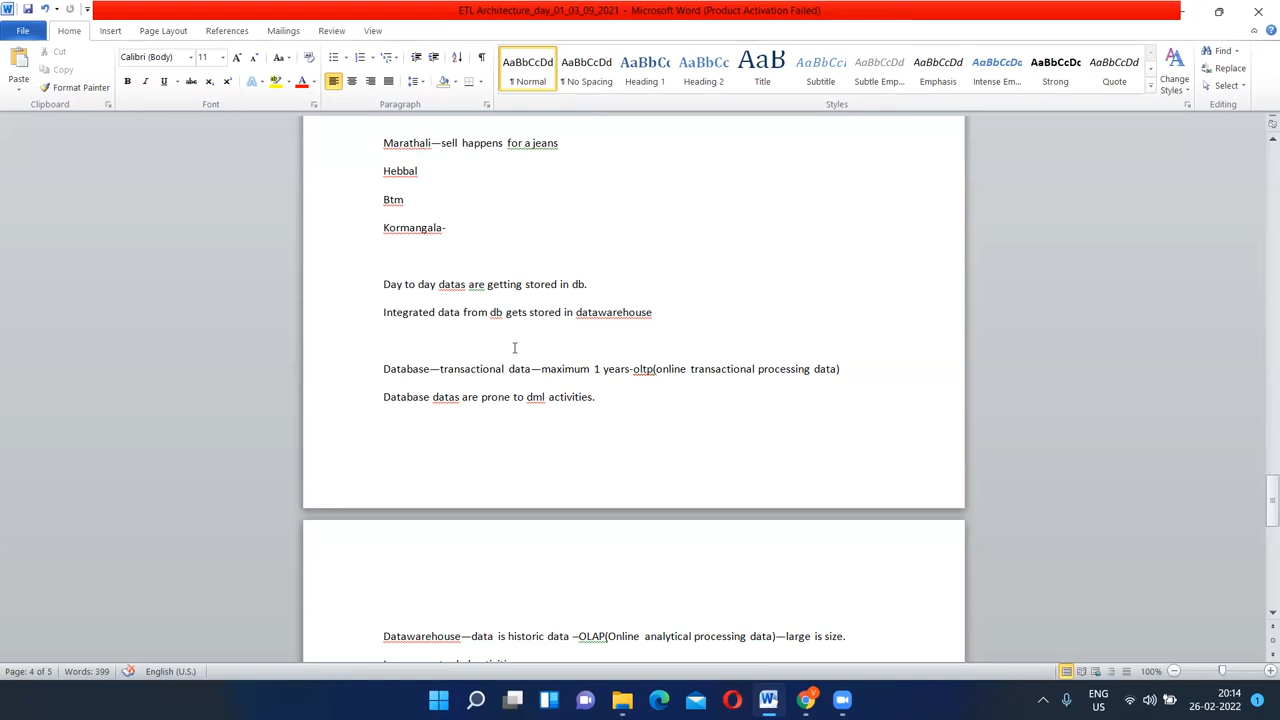 ETL Architecture_day_01_03_09_2021 - Microsoft Word (Product Activation Failed)
File Home Insert Page Layout References Mailings Review View
Paste
Cut
Copy
Format Painter
Clipboard
Calibri (Body) 11
Font
Paragraph
AaBbCcDd AaBbCcDd AaBbCc AaBbCc AaB AaBbCcI AaBbCcDd AaBbCcDd AaBbCcDd AaBbCcDc AaBbCcDd
¶ Normal ¶ No Spacing Heading 1 Heading 2 Title Subtitle Subtle Emp... Emphasis Intense Em... Strong Quote
Styles
Change
Styles
Find
Replace
Select
Editing
Marathali—sell happens for a jeans
Hebbal
Btm
Kormangala-
Day to day datas are getting stored in db.
Integrated data from db gets stored in datawarehouse
Database—transactional data—maximum 1 years-oltp(online transactional processing data)
Database datas are prone to dml activities.
Datawarehouse—data is historic data –OLAP(Online analytical processing data)—large is size.
Page: 4 of 5 Words: 399 English (U.S.) 100%
ENG
US
20:14
26-02-2022